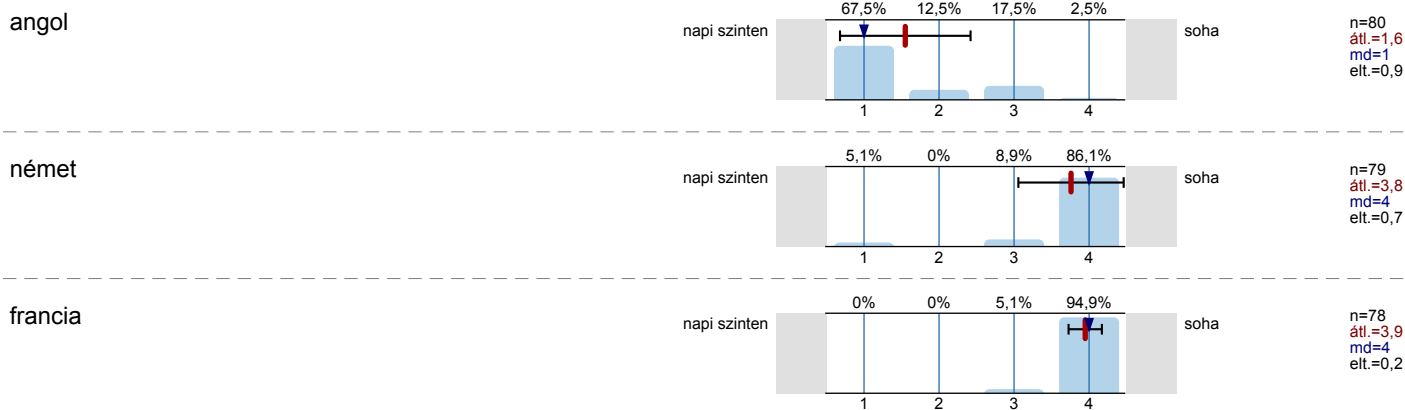 angol
67,5% 12,5% 17,5% 2,5%
napi szinten soha
1 2 3 4
n=80
átl.=1,6
md=1
elt.=0,9
német
5,1% 0% 8,9% 86,1%
napi szinten soha
1 2 3 4
n=79
átl.=3,8
md=4
elt.=0,7
francia
0% 0% 5,1% 94,9%
napi szinten soha
1 2 3 4
n=78
átl.=3,9
md=4
elt.=0,2